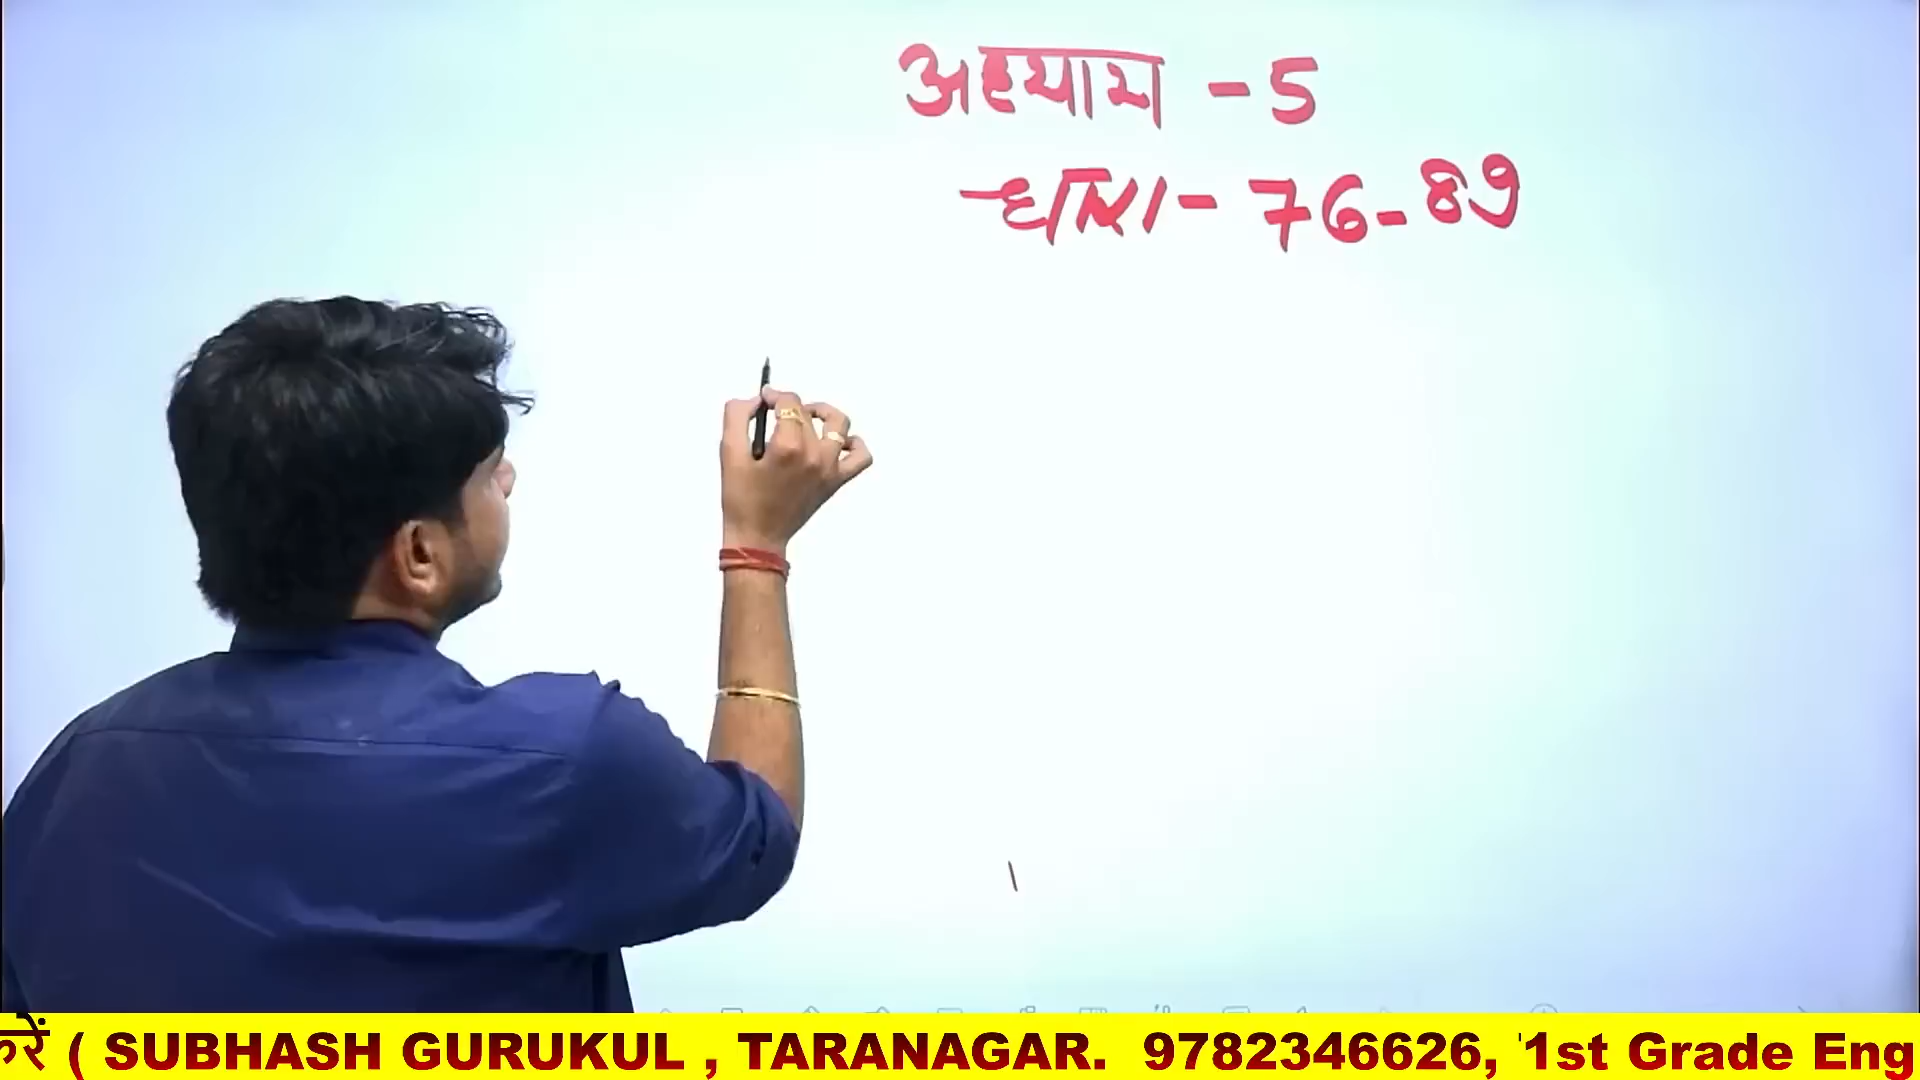 अध्याय - 5
धारा - 76-89
करें ( SUBHASH GURUKUL , TARANAGAR. 9782346626, 1st Grade Eng